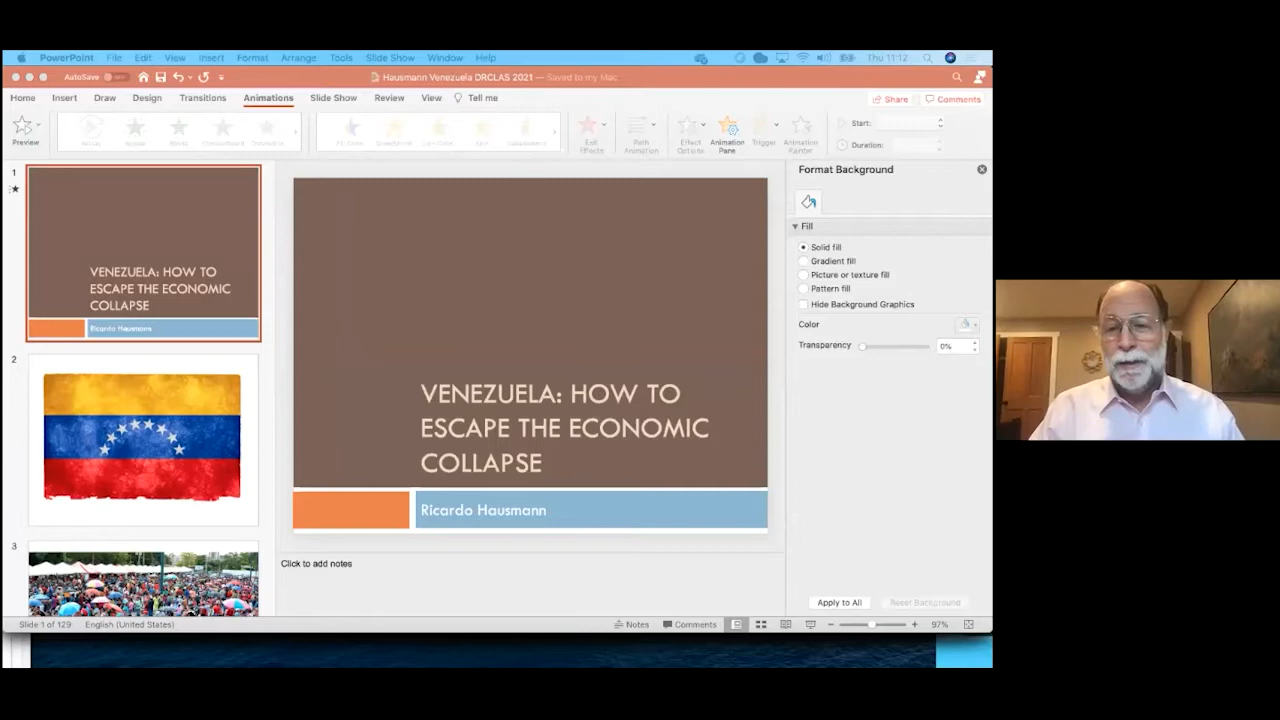 PowerPoint File Edit View Insert Format Arrange Tools Slide Show Window Help Thu 11:12
AutoSave OFF Hausmann Venezuela DRCLAS 2021 — Saved to my Mac
Home Insert Draw Design Transitions Animations Slide Show Review View Tell me Share Comments
Preview
Exit Effects
Path Animation
Effect Options
Animation Pane
Trigger
Animation Painter
Start:
Duration:
1
VENEZUELA: HOW TO
ESCAPE THE ECONOMIC
COLLAPSE
Ricardo Hausmann
2
3
VENEZUELA: HOW TO
ESCAPE THE ECONOMIC
COLLAPSE
Ricardo Hausmann
Click to add notes
Format Background
Fill
Solid fill
Gradient fill
Picture or texture fill
Pattern fill
Hide Background Graphics
Color
Transparency 0%
Apply to All Reset Background
Slide 1 of 129 English (United States) Notes Comments 97%